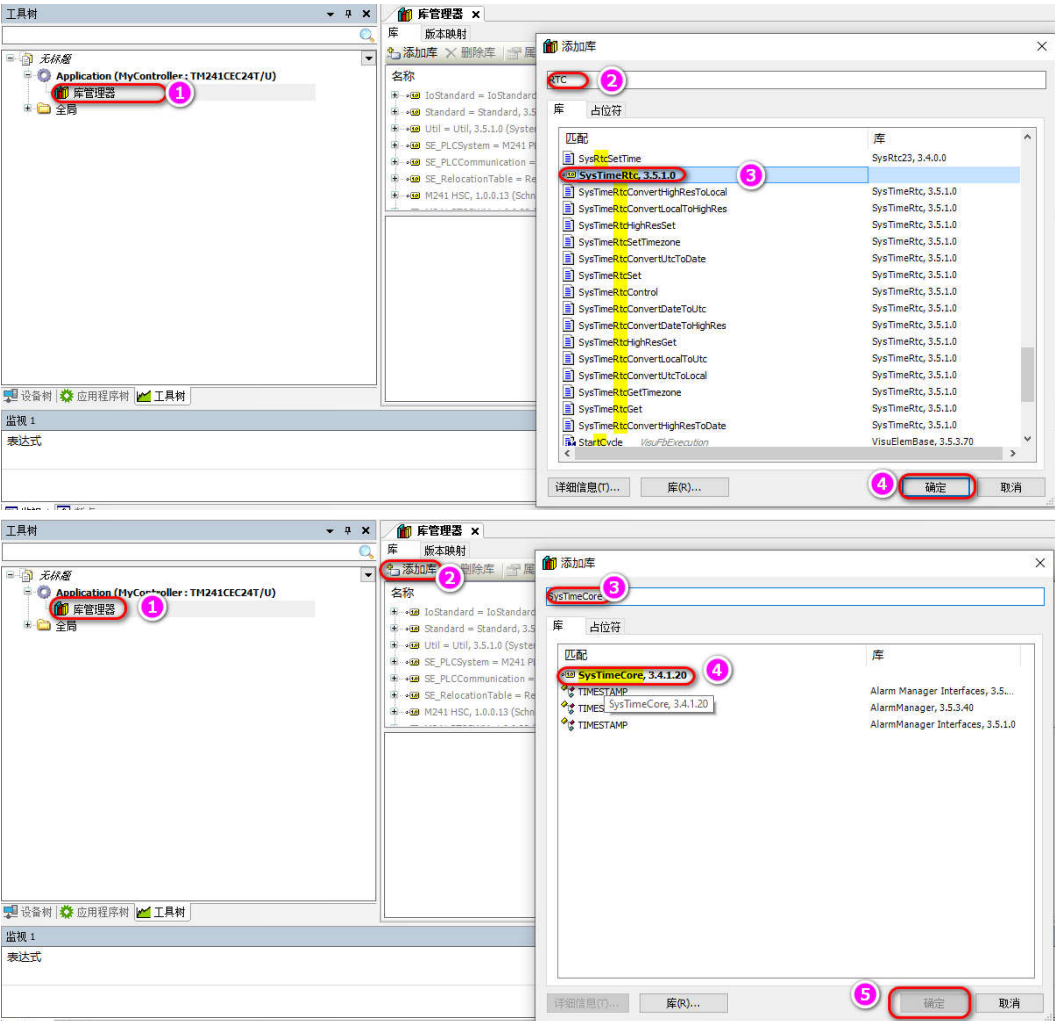 工具树
库管理器
库
版本映射
添加库
删除库
属
名称
无标题
Application (MyController : TM241CEC24T/U)
库管理器
1
全局
IoStandard = IoStandard
Standard = Standard, 3.5
Util = Util, 3.5.1.0 (Syste
SE_PLCSystem = M241 Pl
SE_PLCCommunication =
SE_RelocationTable = Re
M241 HSC, 1.0.0.13 (Schn
添加库
RTC
2
库
占位符
匹配
库
SysRtcSetTime
SysRtc23, 3.4.0.0
SysTimeRtc, 3.5.1.0
3
SysTimeRtcConvertHighResToLocal
SysTimeRtc, 3.5.1.0
SysTimeRtcConvertLocalToHighRes
SysTimeRtc, 3.5.1.0
SysTimeRtcHighResSet
SysTimeRtc, 3.5.1.0
SysTimeRtcSetTimezone
SysTimeRtc, 3.5.1.0
SysTimeRtcConvertUtcToDate
SysTimeRtc, 3.5.1.0
SysTimeRtcSet
SysTimeRtc, 3.5.1.0
SysTimeRtcControl
SysTimeRtc, 3.5.1.0
SysTimeRtcConvertDateToUtc
SysTimeRtc, 3.5.1.0
SysTimeRtcConvertDateToHighRes
SysTimeRtc, 3.5.1.0
SysTimeRtcHighResGet
SysTimeRtc, 3.5.1.0
SysTimeRtcConvertLocalToUtc
SysTimeRtc, 3.5.1.0
SysTimeRtcConvertUtcToLocal
SysTimeRtc, 3.5.1.0
SysTimeRtcGetTimezone
SysTimeRtc, 3.5.1.0
SysTimeRtcGet
SysTimeRtc, 3.5.1.0
SysTimeRtcConvertHighResToDate
SysTimeRtc, 3.5.1.0
StartCycle VisuFbExecution
VisuElemBase, 3.5.3.70
详细信息(T)...
库(R)...
4
确定
取消
设备树
应用程序树
工具树
监视 1
表达式
工具树
库管理器
库
版本映射
添加库
2
删除库
属
名称
无标题
Application (MyController : TM241CEC24T/U)
库管理器
1
全局
IoStandard = IoStandard
Standard = Standard, 3.5
Util = Util, 3.5.1.0 (Syste
SE_PLCSystem = M241 Pl
SE_PLCCommunication =
SE_RelocationTable = Re
M241 HSC, 1.0.0.13 (Schn
添加库
SysTimeCore
3
库
占位符
匹配
库
SysTimeCore, 3.4.1.20
4
TIMESTAMP
Alarm Manager Interfaces, 3.5....
TIMES
SysTimeCore, 3.4.1.20
AlarmManager, 3.5.3.40
TIMESTAMP
AlarmManager Interfaces, 3.5.1.0
详细信息(T)...
库(R)...
5
确定
取消
设备树
应用程序树
工具树
监视 1
表达式